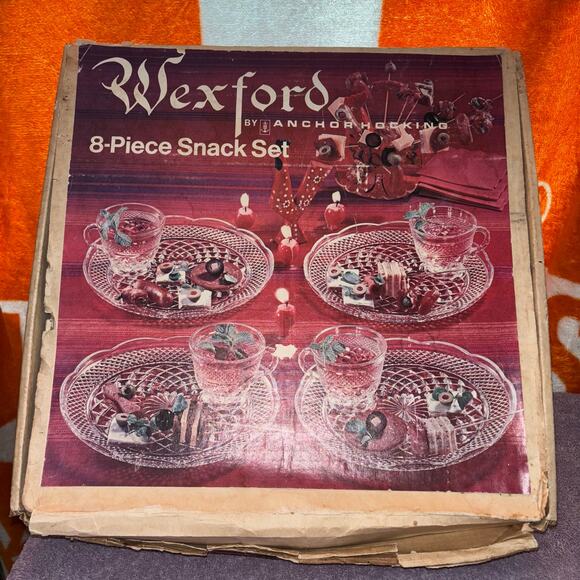 Wexford
BY ANCHOR HOCKING
8-Piece Snack Set